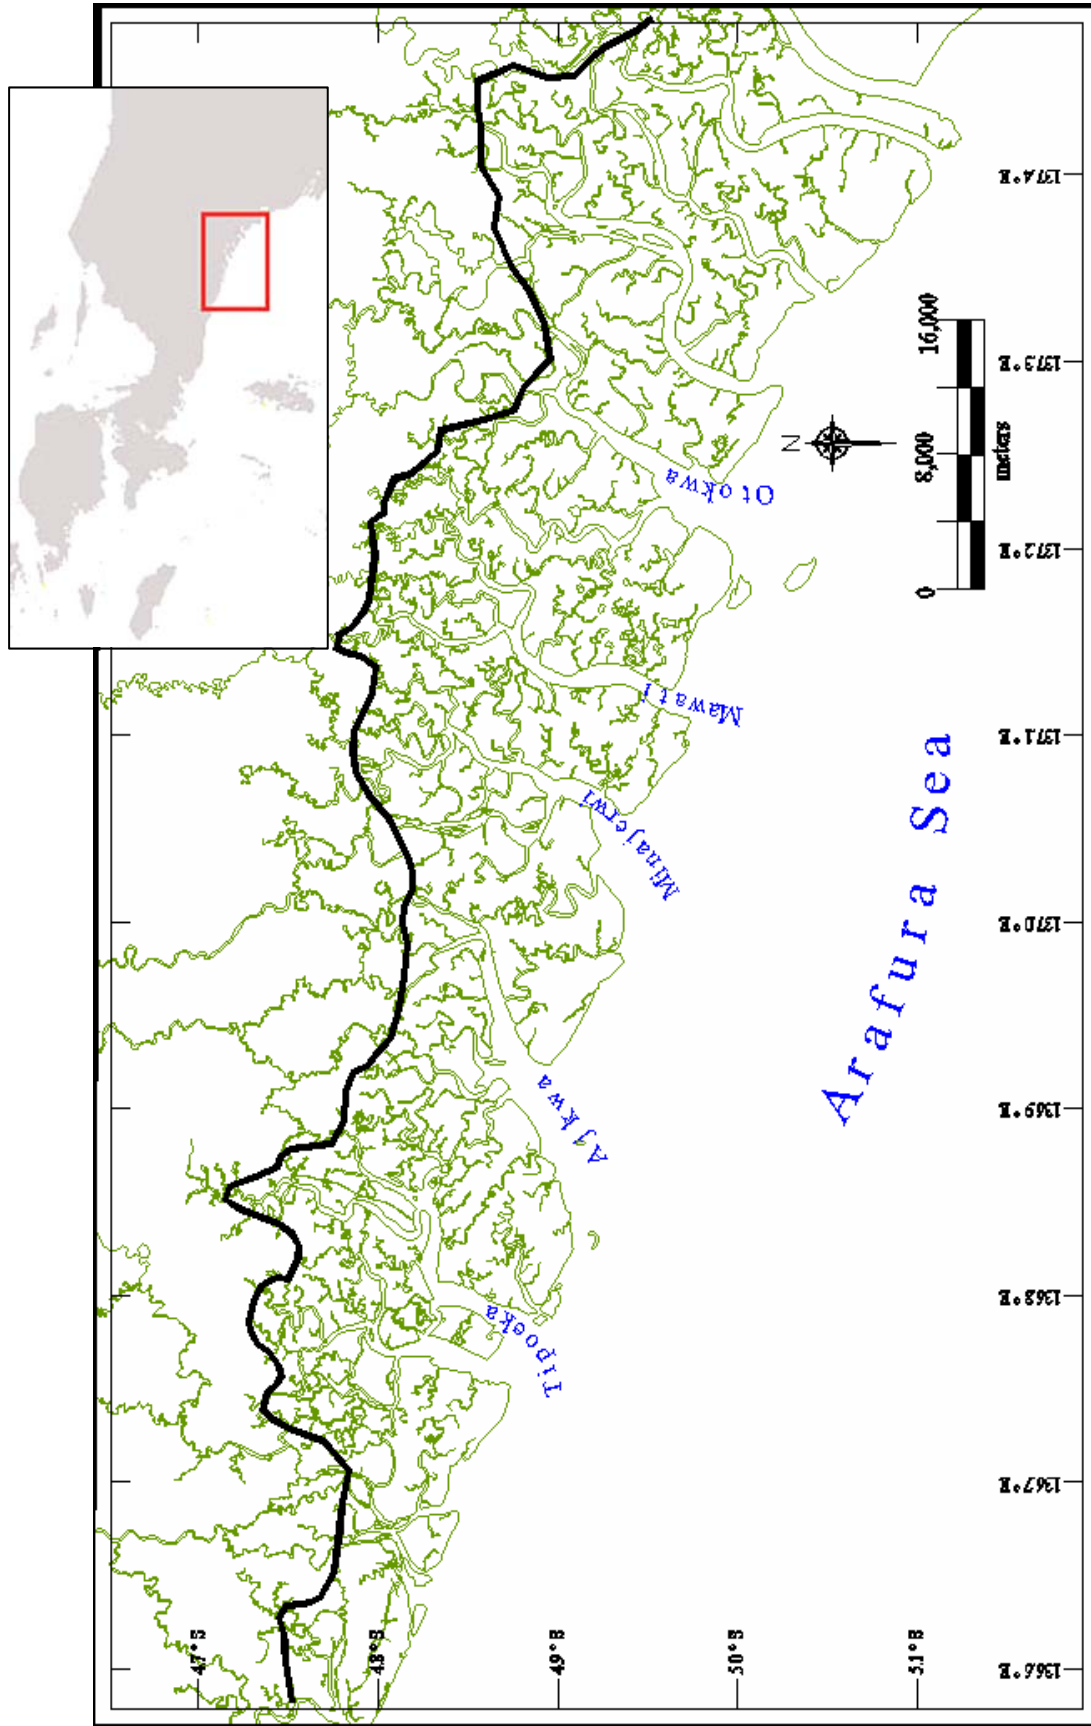 N
Otokwa
Mawati
Minajerwi
Ajkwa
Tipoeka
Arafura Sea
0
8,000
16,000
meters
4.7° S
4.8° S
4.9° S
5.0° S
5.1° S
136.6° E
136.7° E
136.8° E
136.9° E
137.0° E
137.1° E
137.2° E
137.3° E
137.4° E